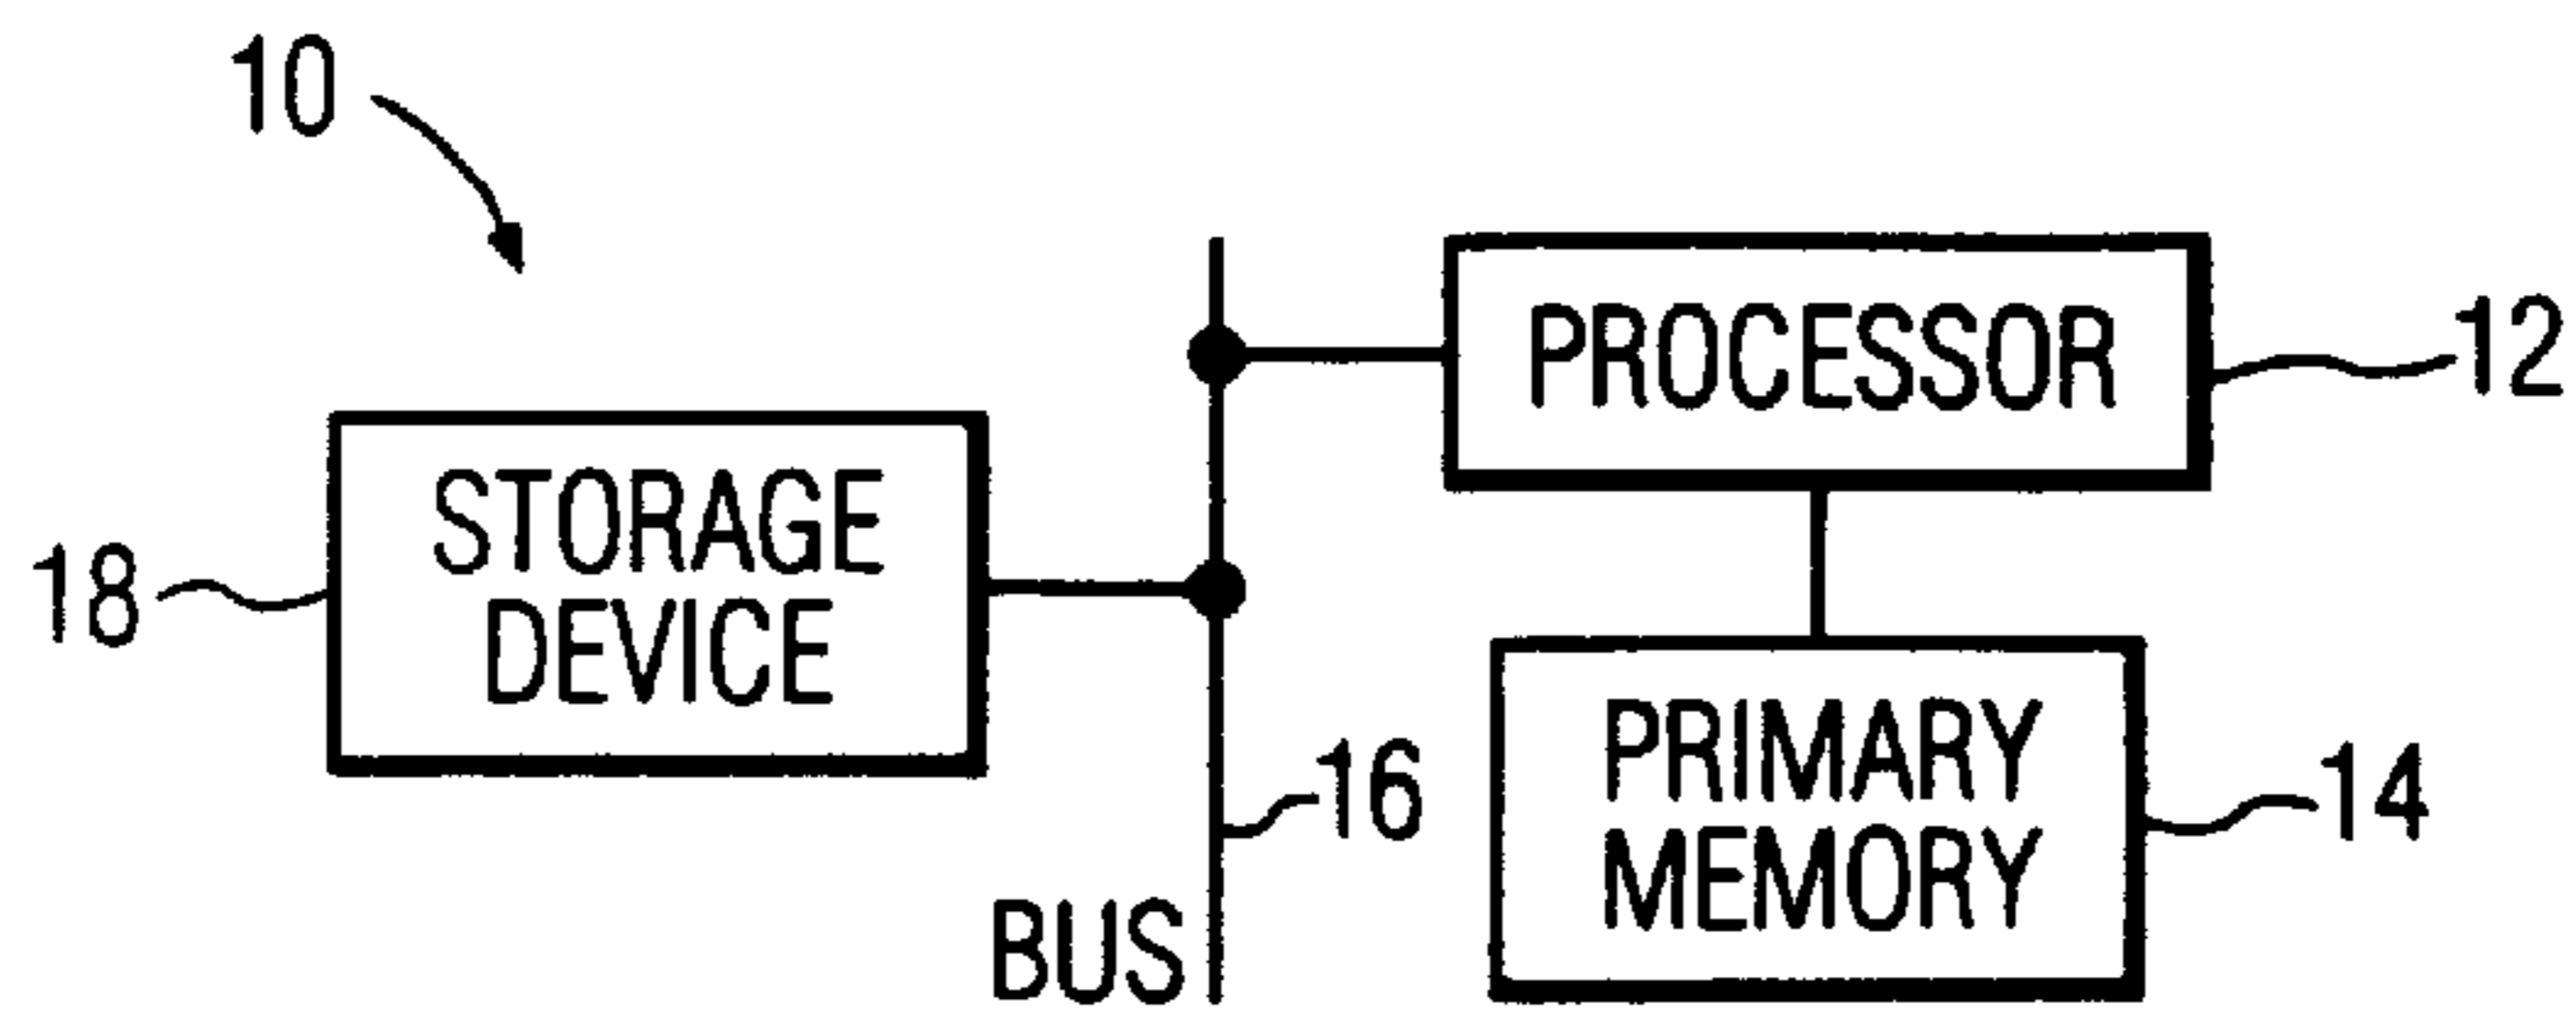 10
PROCESSOR
12
STORAGE
DEVICE
18
PRIMARY
MEMORY
14
16
BUS